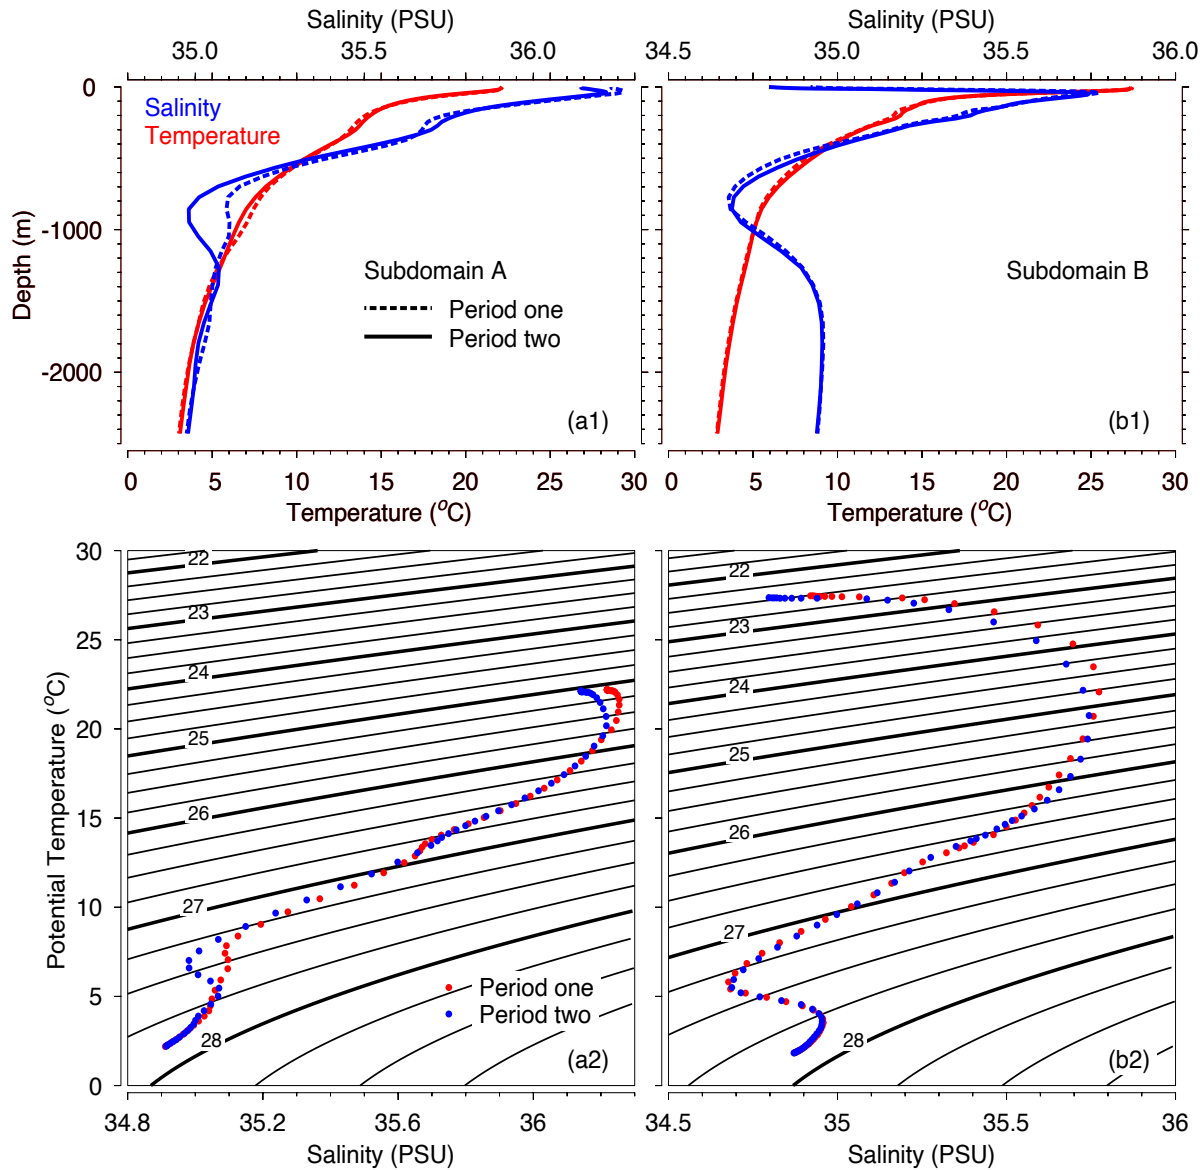 Salinity (PSU)
35.0 35.5 36.0
Salinity (PSU)
34.5 35.0 35.5 36.0
0
-1000
-2000
Depth (m)
Salinity
Temperature
Subdomain A
Period one
Period two
(a1)
Subdomain B
(b1)
0 5 10 15 20 25 30
Temperature (°C)
0 5 10 15 20 25 30
Temperature (°C)
30
25
20
15
10
5
0
Potential Temperature (°C)
22
23
24
25
26
27
28
Period one
Period two
(a2)
22
23
24
25
26
27
28
(b2)
34.8 35.2 35.6 36
Salinity (PSU)
34.5 35 35.5 36
Salinity (PSU)